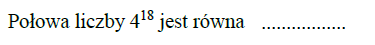 Połowa liczby 4¹⁸ jest równa .................